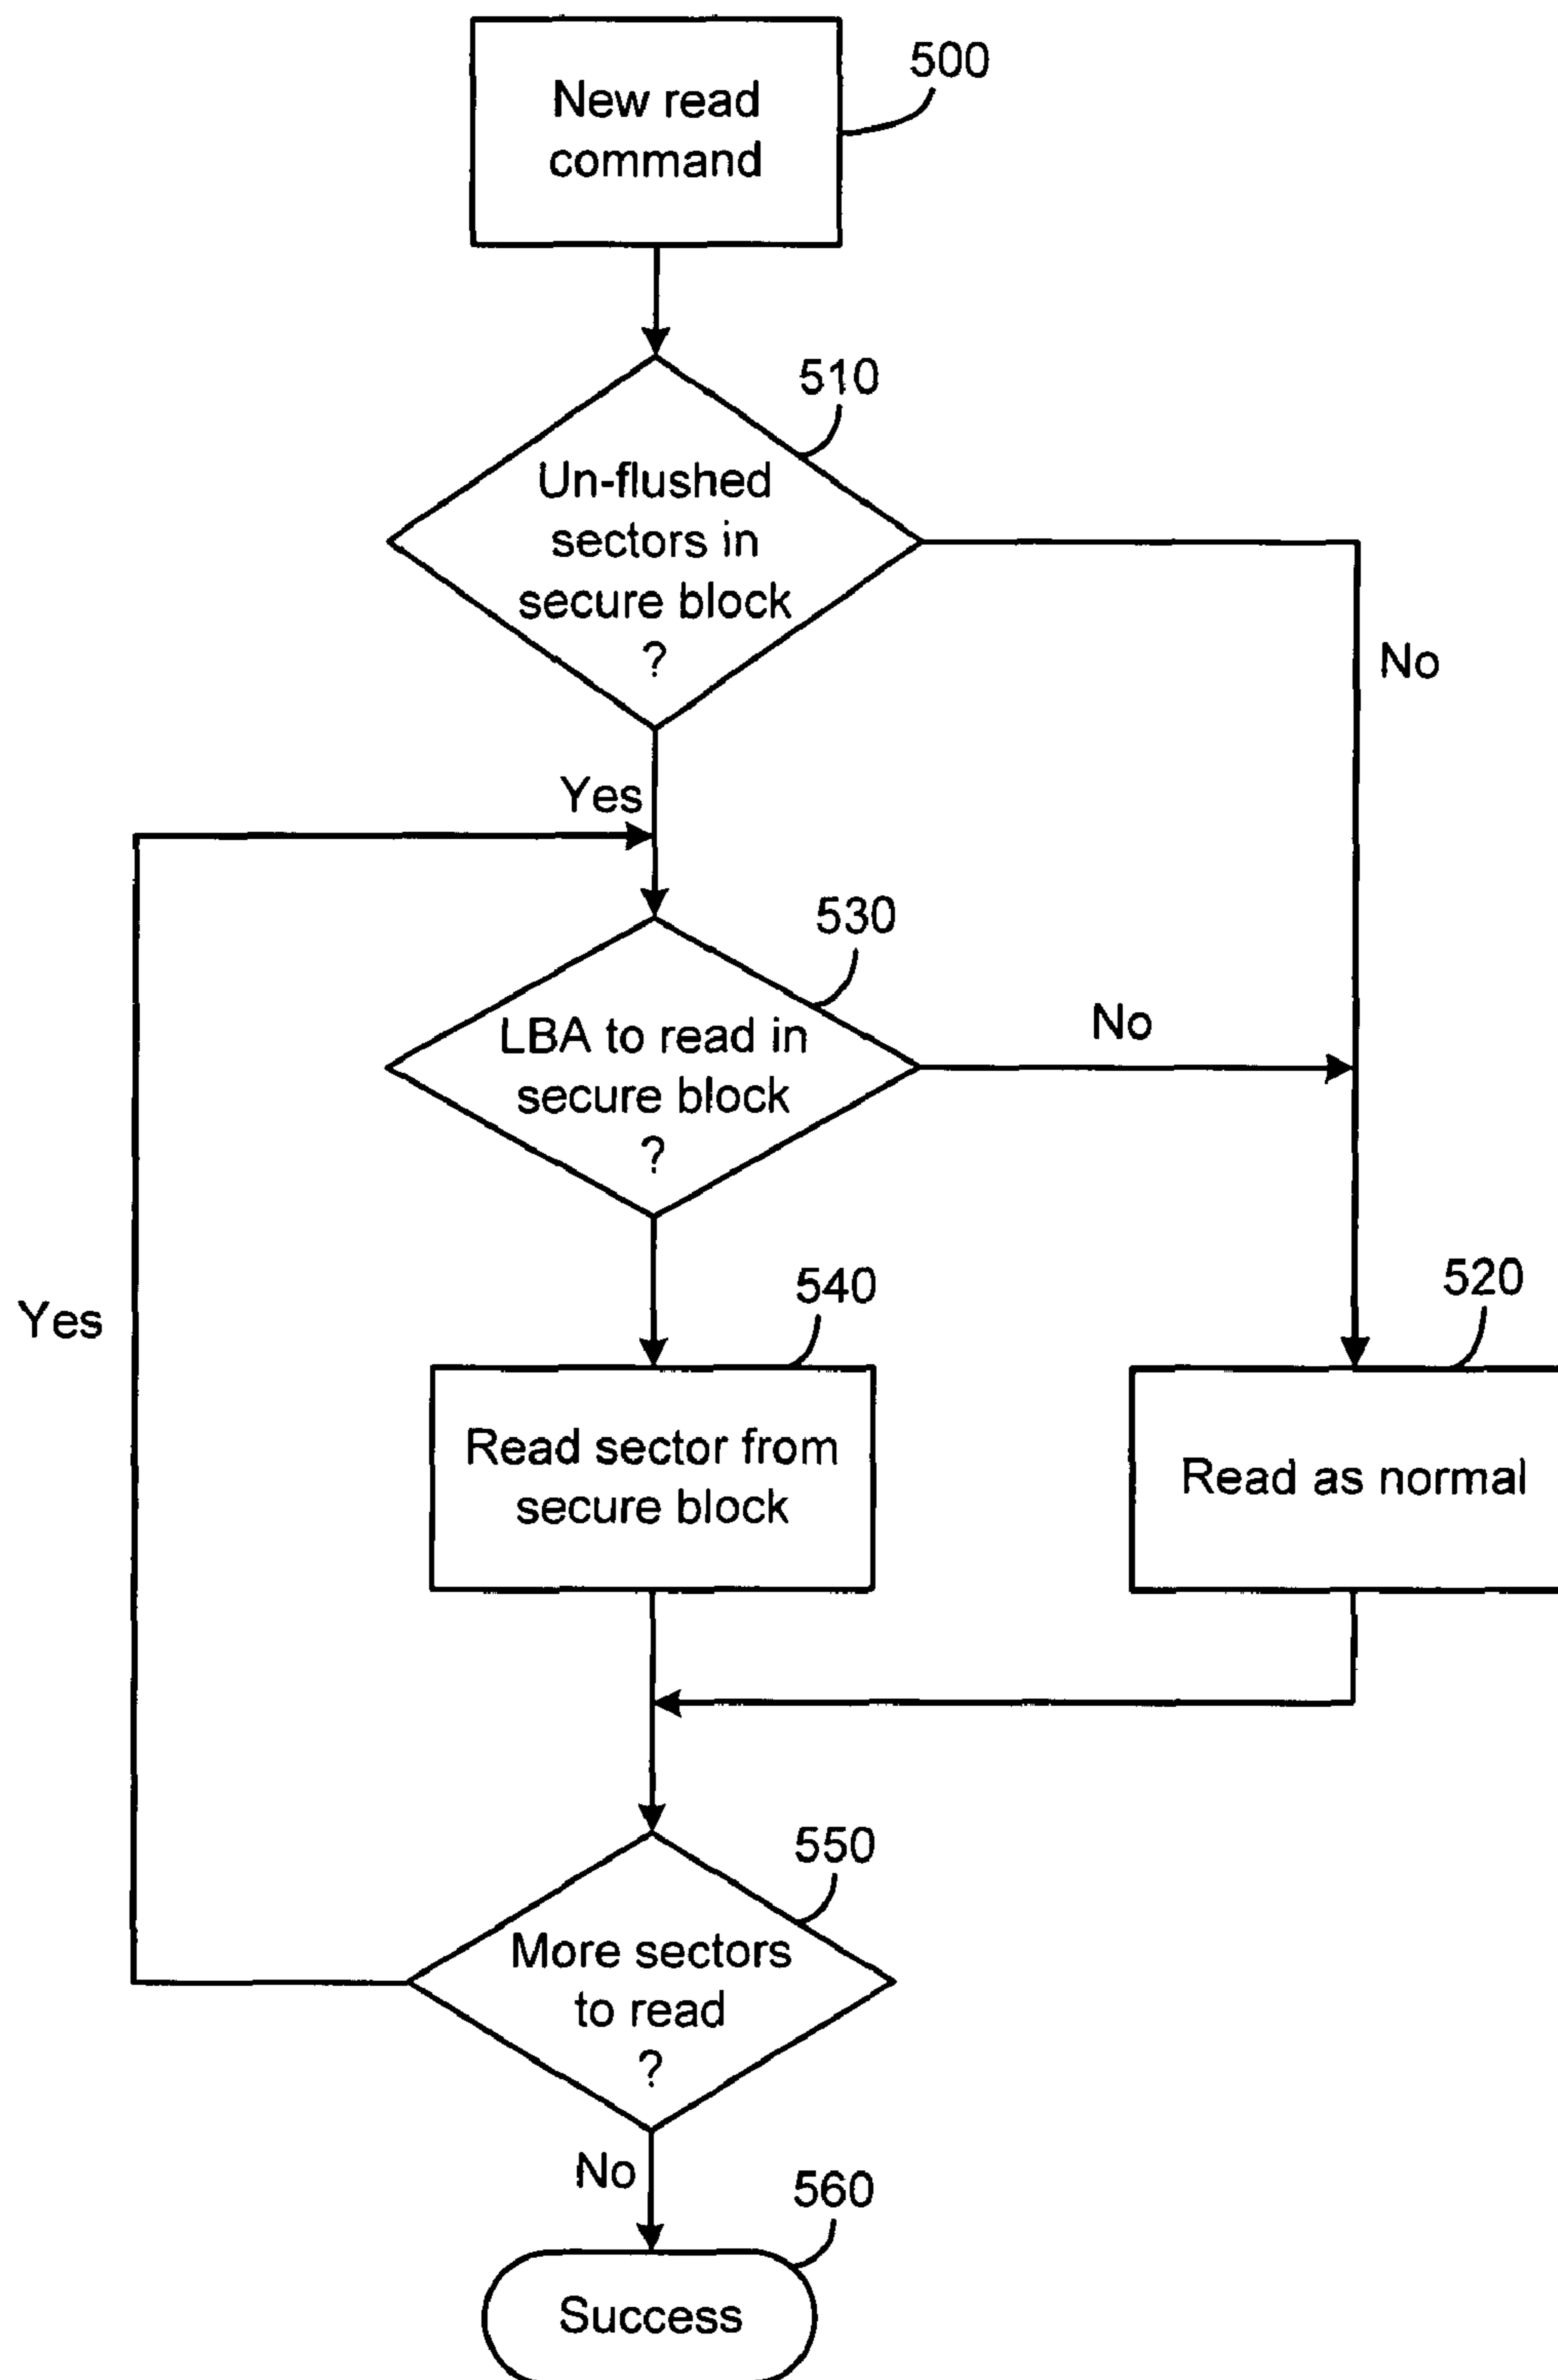 New read
command
500
510
Un-flushed
sectors in
secure block
?
No
Yes
530
LBA to read in
secure block
?
No
Yes
540
Read sector from
secure block
520
Read as normal
550
More sectors
to read
?
No
560
Success